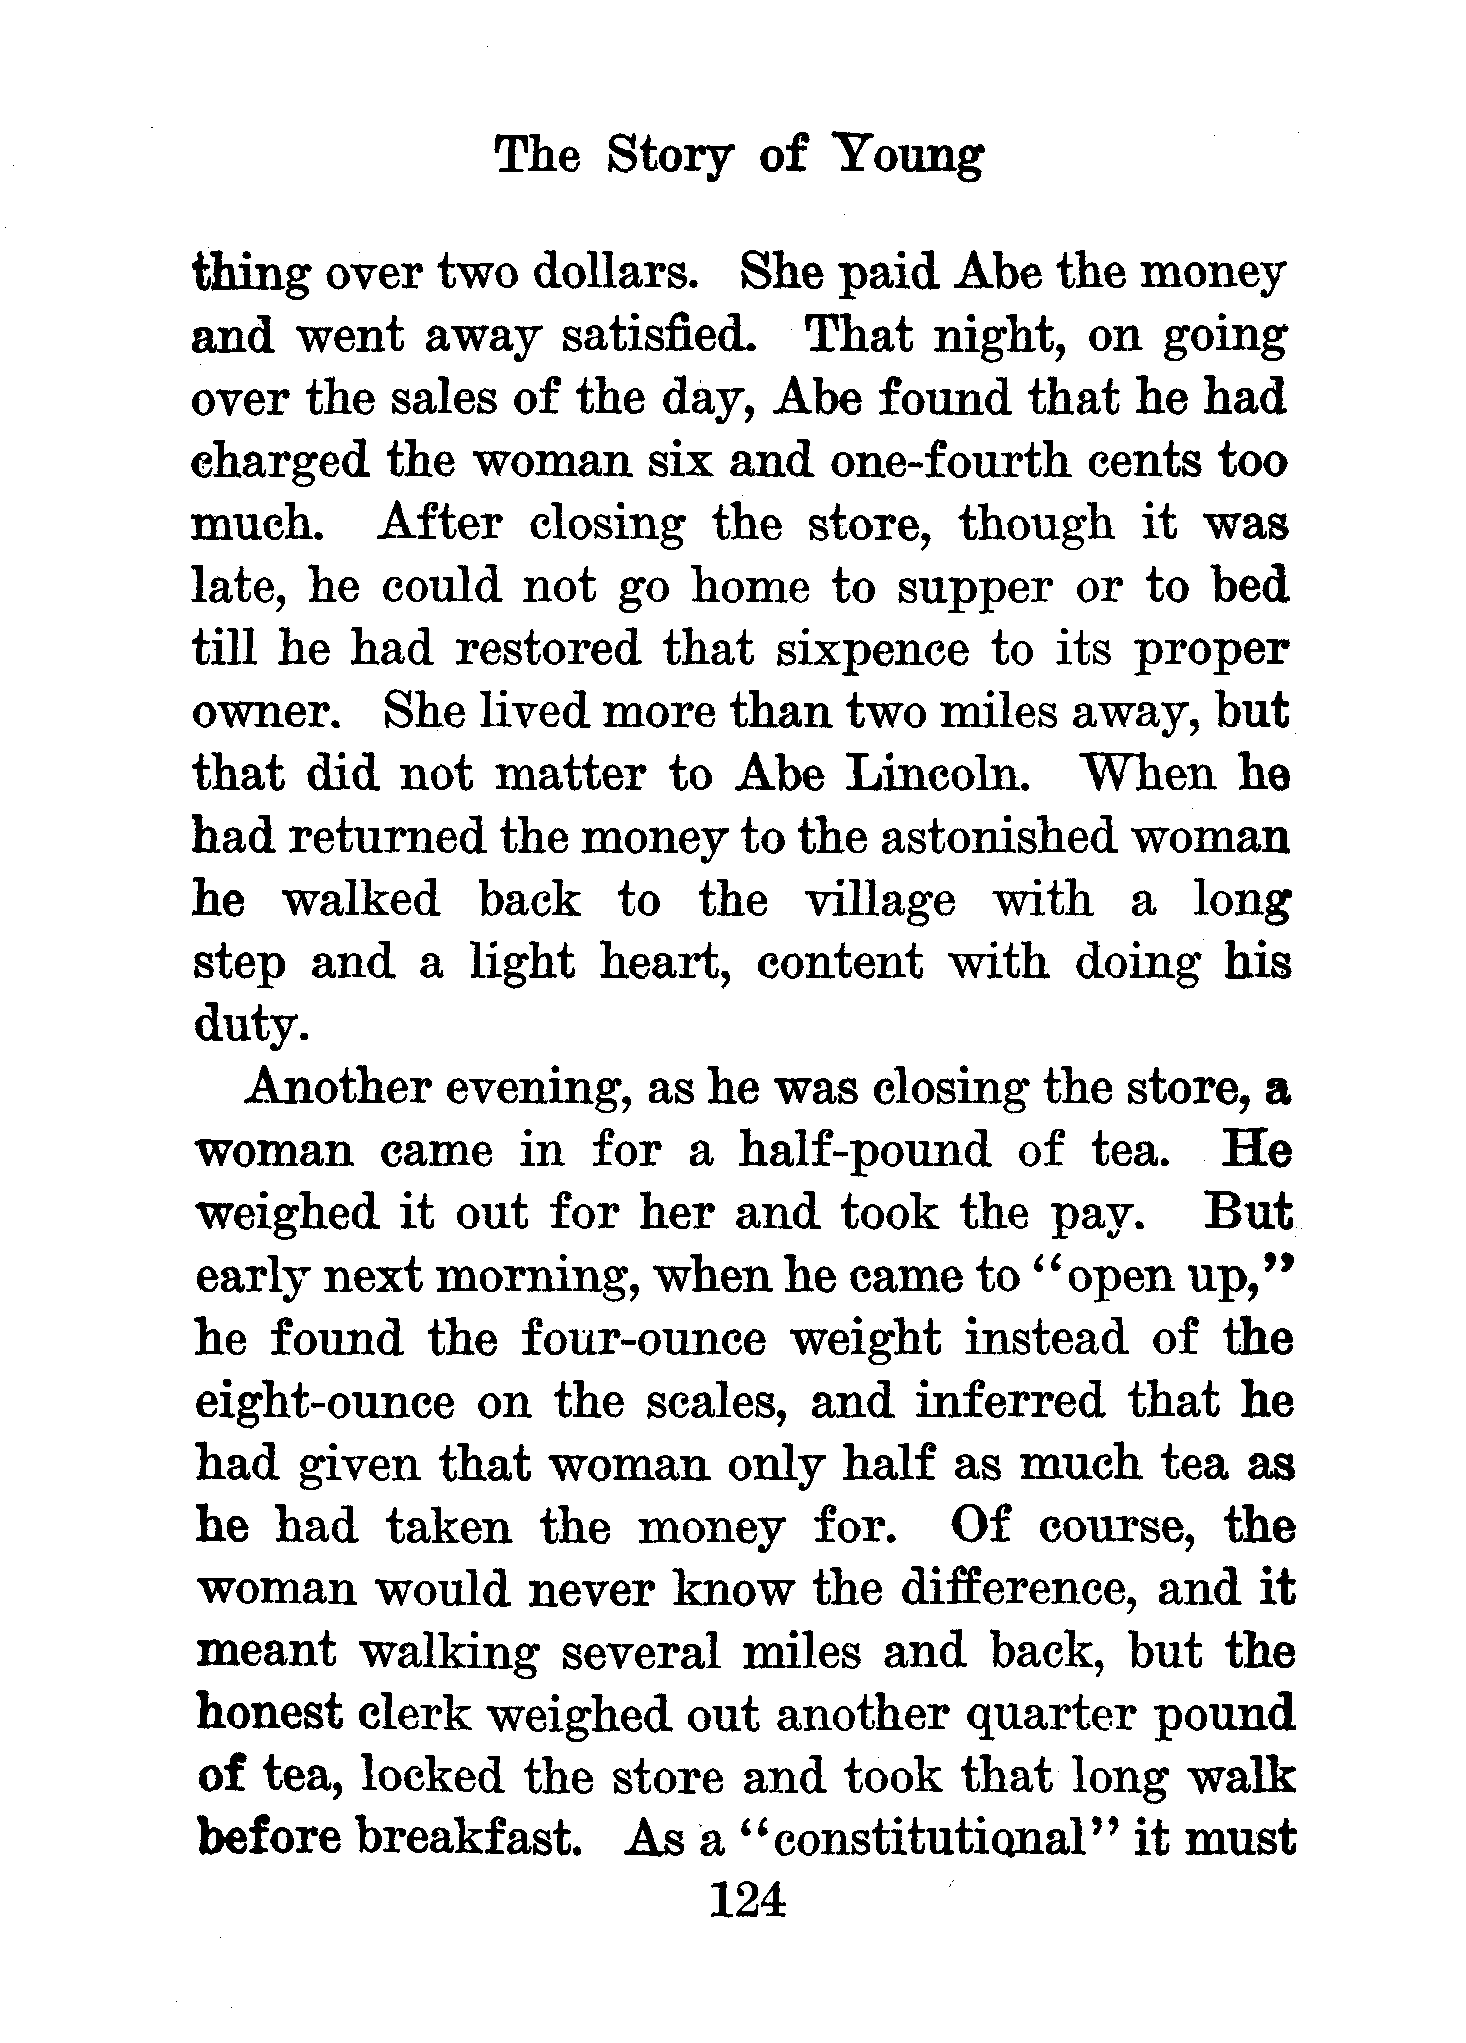 The Story of Young
thing over two dollars. She paid Abe the money
and went away satisfied. That night, on going
over the sales of the day, Abe found that he had
charged the woman six and one-fourth cents too
much. After closing the store, though it was
late, he could not go home to supper or to bed
till he had restored that sixpence to its proper
owner. She lived more than two miles away, but
that did not matter to Abe Lincoln. When he
had returned the money to the astonished woman
he walked back to the village with a long
step and a light heart, content with doing his
duty.
Another evening, as he was closing the store, a
woman came in for a half-pound of tea. He
weighed it out for her and took the pay. But
early next morning, when he came to "open up,"
he found the four-ounce weight instead of the
eight-ounce on the scales, and inferred that he
had given that woman only half as much tea as
he had taken the money for. Of course, the
woman would never know the difference, and it
meant walking several miles and back, but the
honest clerk weighed out another quarter pound
of tea, locked the store and took that long walk
before breakfast. As a "constitutional" it must
124